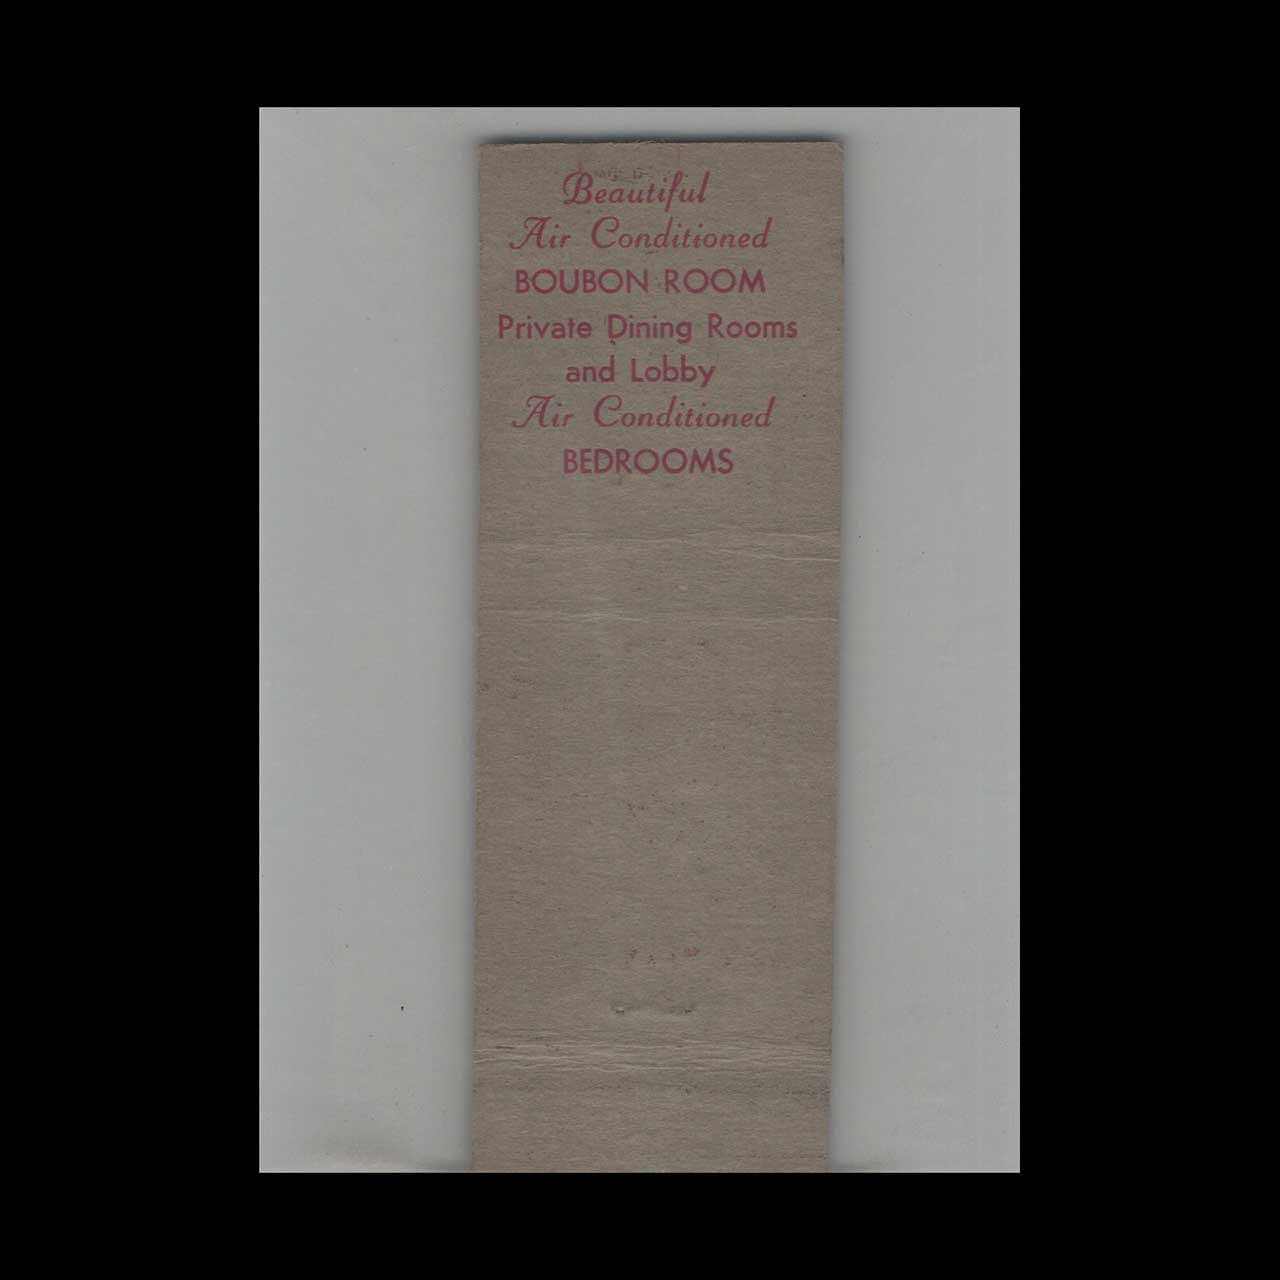 Beautiful
Air Conditioned
BOUBON ROOM
Private Dining Rooms
and Lobby
Air Conditioned
BEDROOMS